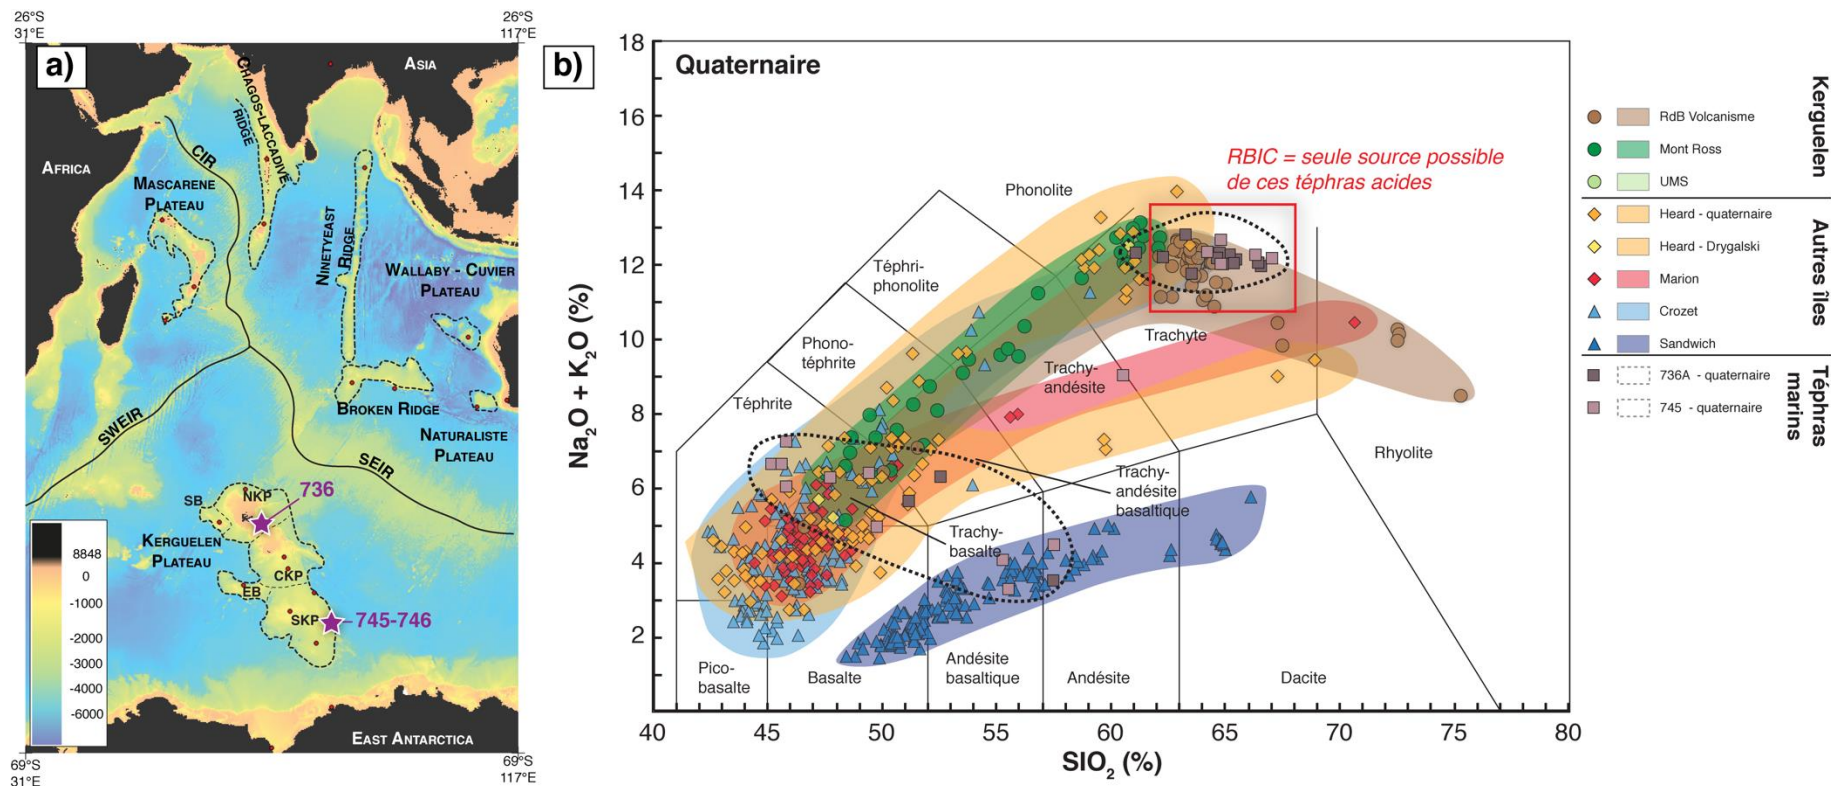 26°S
31°E
26°S
117°E
a)
ASIA
AFRICA
CHAGOS-LACCADIVE
RIDGE
CIR
MASCARENE
PLATEAU
NINETYEAST
RIDGE
WALLABY - CUVIER
PLATEAU
BROKEN RIDGE
NATURALISTE
PLATEAU
SWEIR
SEIR
SB
NKP
736
KERGUELEN
PLATEAU
CKP
EB
SKP
745-746
8848
0
-1000
-2000
-3000
-4000
-6000
EAST ANTARCTICA
69°S
31°E
69°S
117°E
b)
Quaternaire
Na2O + K2O (%)
18
16
14
12
10
8
6
4
2
40
45
50
55
60
65
70
75
80
SIO2 (%)
RBIC = seule source possible
de ces téphras acides
Phonolite
Téphri-
phonolite
Phono-
téphrite
Téphrite
Trachyte
Trachy-
andésite
Trachy-
andésite
basaltique
Trachy-
basalte
Rhyolite
Pico-
basalte
Basalte
Andésite
basaltique
Andésite
Dacite
Kerguelen
RdB Volcanisme
Mont Ross
UMS
Autres îles
Heard - quaternaire
Heard - Drygalski
Marion
Crozet
Sandwich
Téphras
marins
736A - quaternaire
745 - quaternaire